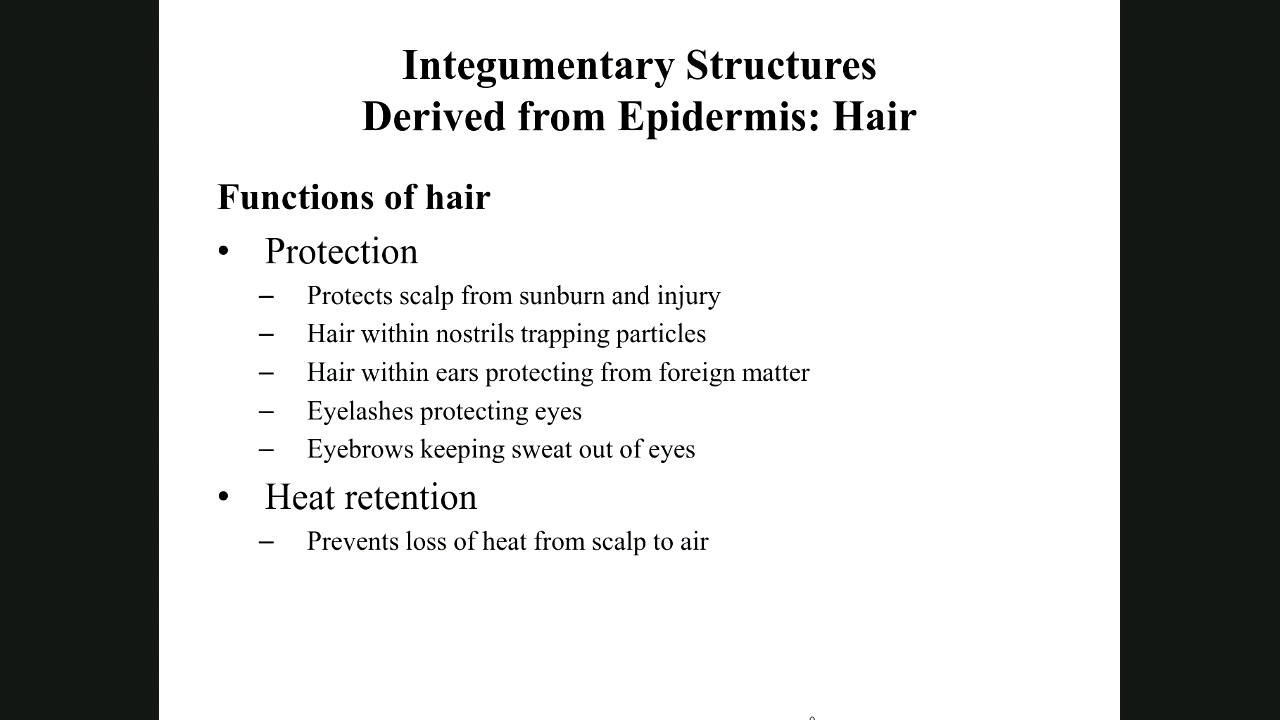 Integumentary Structures
Derived from Epidermis: Hair
Functions of hair
• Protection
– Protects scalp from sunburn and injury
– Hair within nostrils trapping particles
– Hair within ears protecting from foreign matter
– Eyelashes protecting eyes
– Eyebrows keeping sweat out of eyes
• Heat retention
– Prevents loss of heat from scalp to air